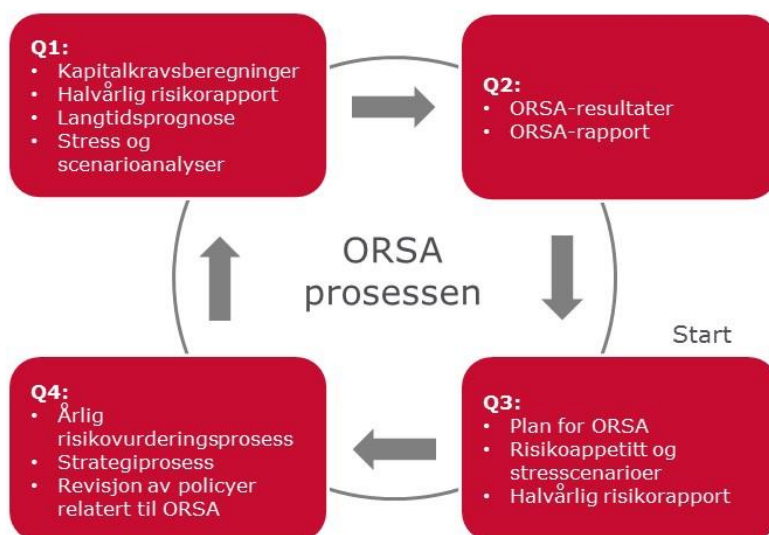 Q1:
• Kapitalkravsberegninger
• Halvårlig risikorapport
• Langtidsprognose
• Stress og
scenarioanalyser
Q2:
• ORSA-resultater
• ORSA-rapport
ORSA
prosessen
Start
Q4:
• Årlig
risikovurderingsprosess
• Strategiprosess
• Revisjon av policyer
relatert til ORSA
Q3:
• Plan for ORSA
• Risikoappetitt og
stresscenarioer
• Halvårlig risikorapport